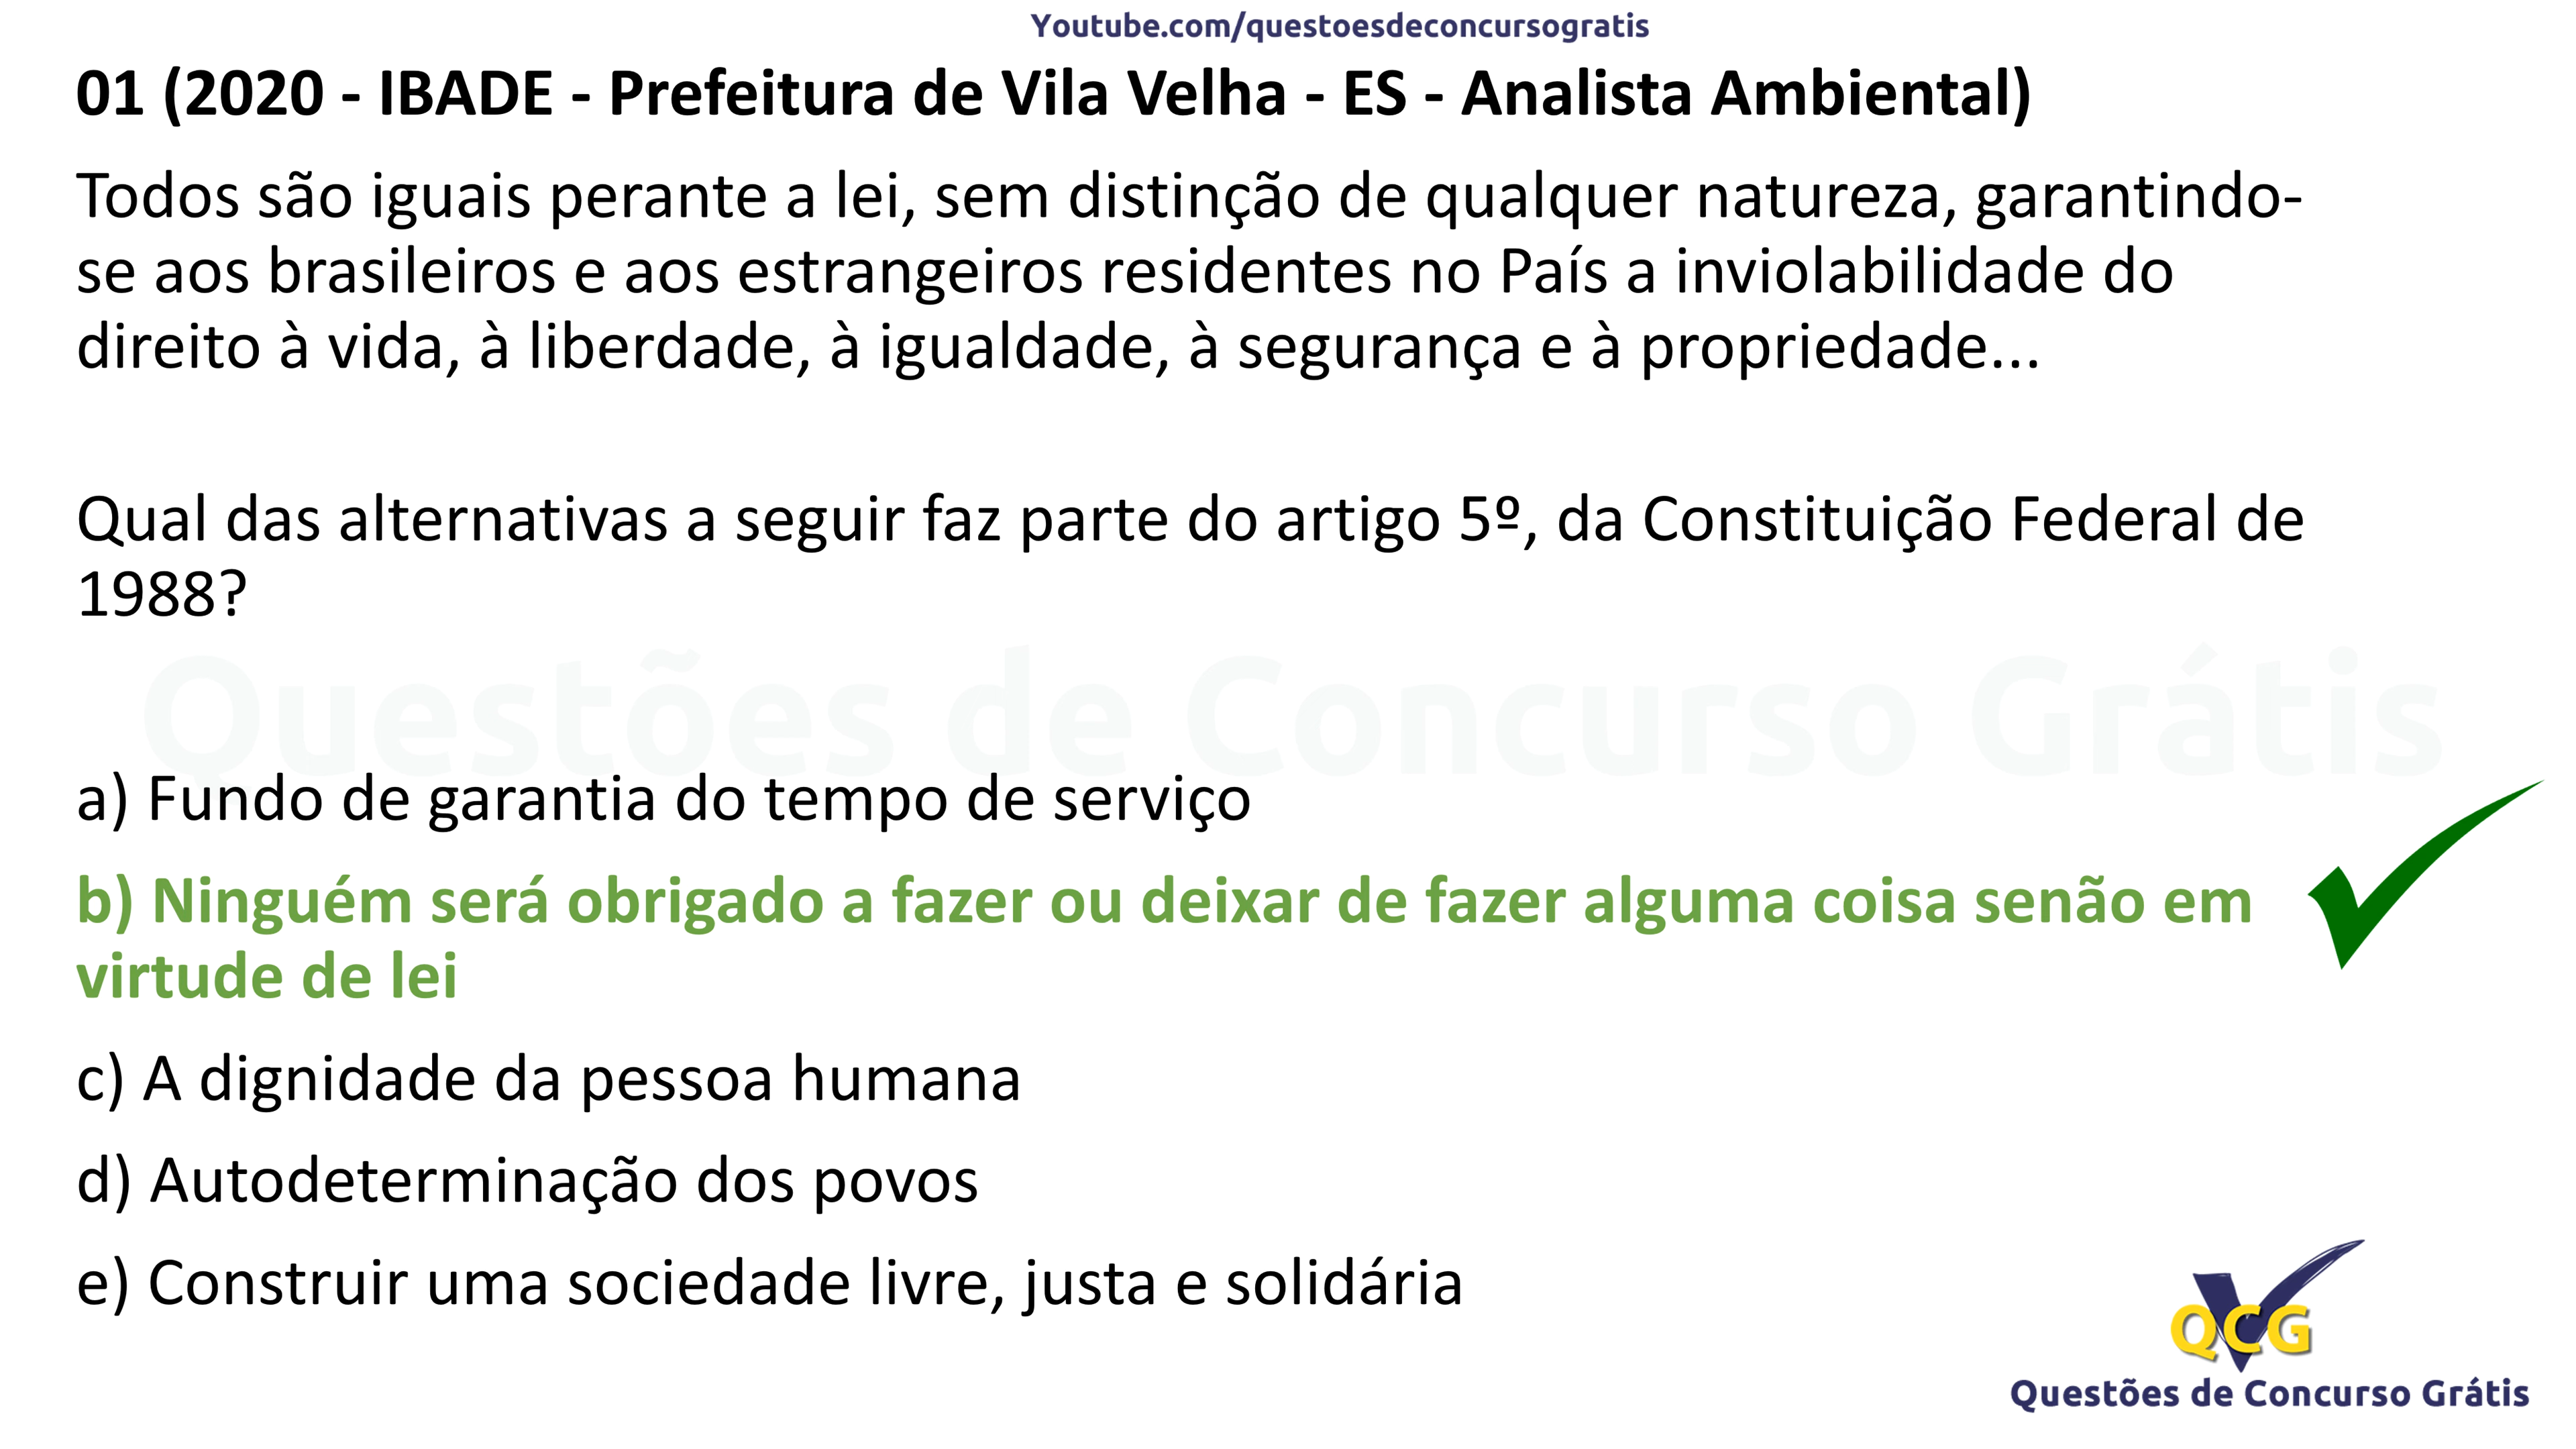 Youtube.com/questoesdeconcursogratis
01 (2020 - IBADE - Prefeitura de Vila Velha - ES - Analista Ambiental)
Todos são iguais perante a lei, sem distinção de qualquer natureza, garantindo-
se aos brasileiros e aos estrangeiros residentes no País a inviolabilidade do
direito à vida, à liberdade, à igualdade, à segurança e à propriedade...
Qual das alternativas a seguir faz parte do artigo 5º, da Constituição Federal de
1988?
Questões de Concurso Grátis
a) Fundo de garantia do tempo de serviço
b) Ninguém será obrigado a fazer ou deixar de fazer alguma coisa senão em
virtude de lei
c) A dignidade da pessoa humana
d) Autodeterminação dos povos
e) Construir uma sociedade livre, justa e solidária
QCG
Questões de Concurso Grátis